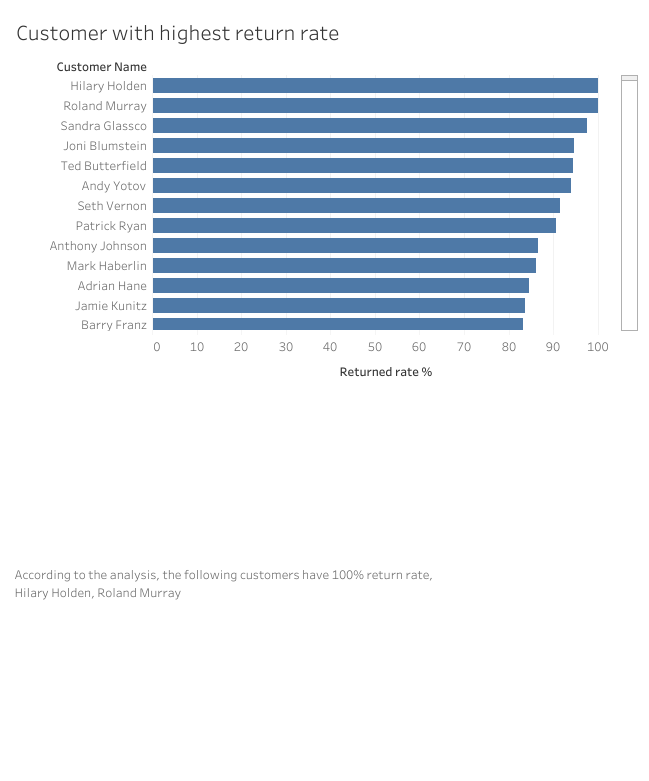 Customer with highest return rate
Customer Name
Hilary Holden
Roland Murray
Sandra Glassco
Joni Blumstein
Ted Butterfield
Andy Yotov
Seth Vernon
Patrick Ryan
Anthony Johnson
Mark Haberlin
Adrian Hane
Jamie Kunitz
Barry Franz
0 10 20 30 40 50 60 70 80 90 100
Returned rate %
According to the analysis, the following customers have 100% return rate,
Hilary Holden, Roland Murray